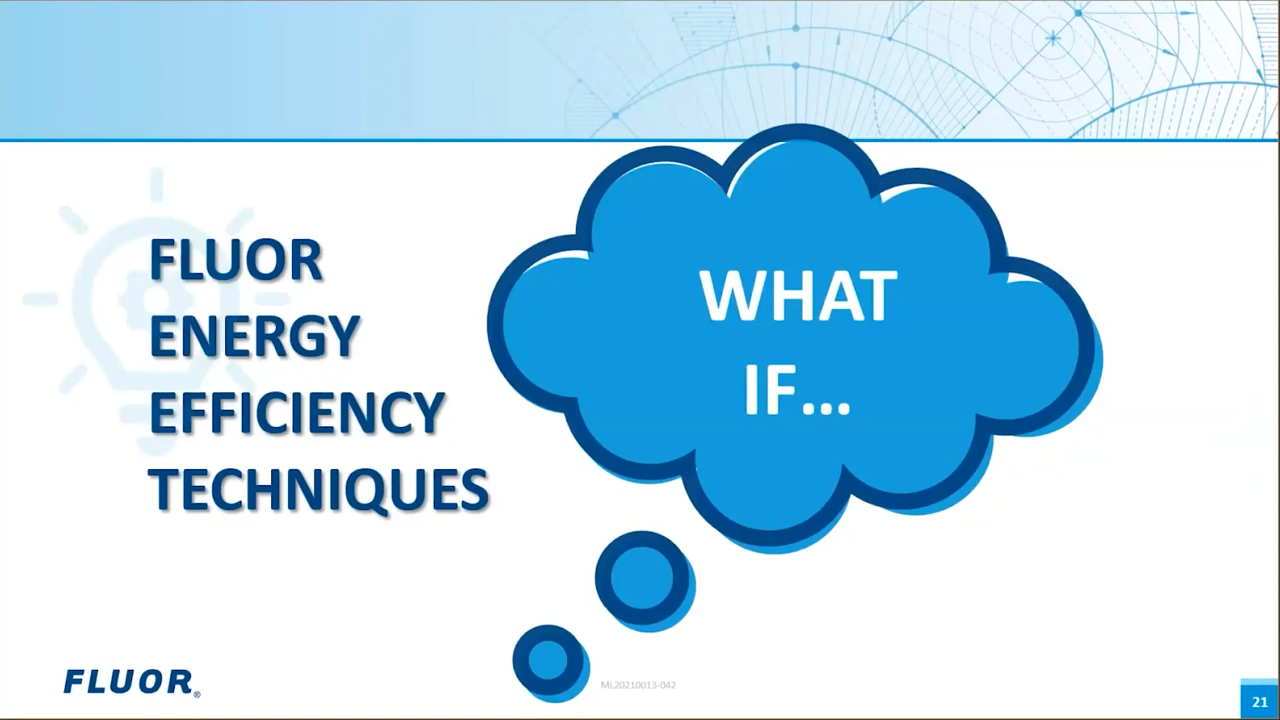 FLUOR
ENERGY
EFFICIENCY
TECHNIQUES
WHAT
IF...
FLUOR®
ML20210013-042
21